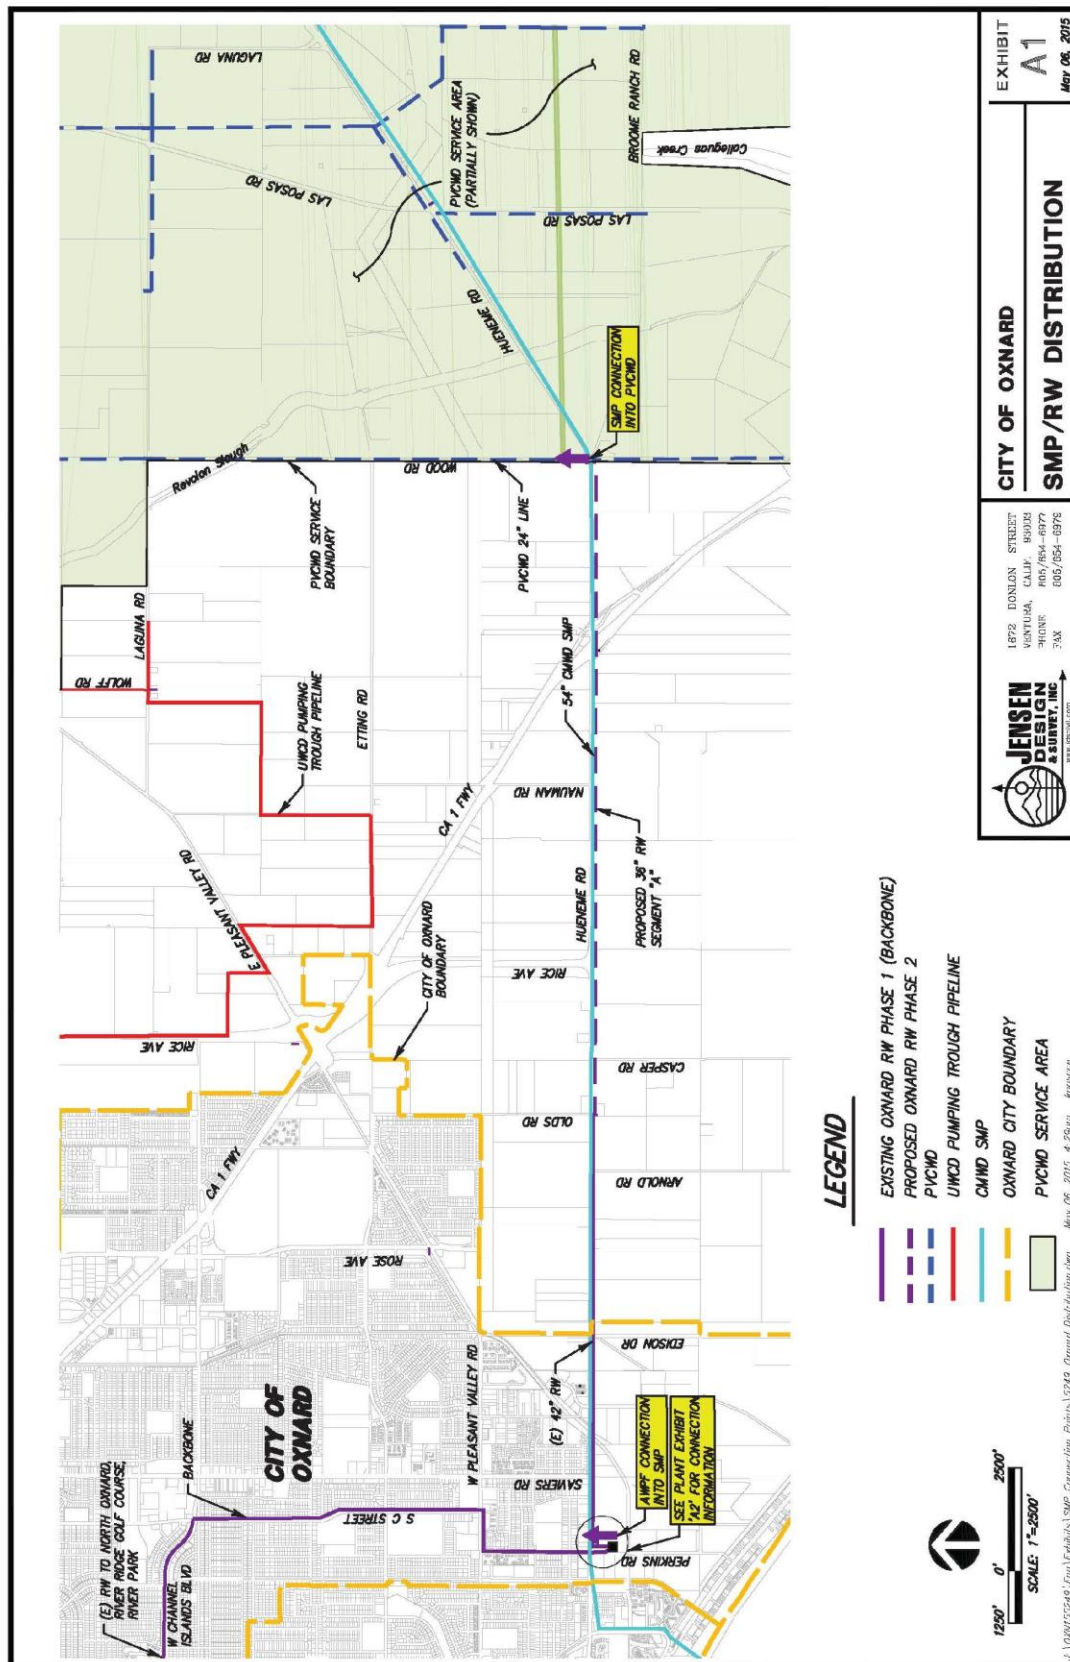 (E) RW TO NORTH OXNARD,
RIVER RIDGE GOLF COURSE,
RIVER PARK
W CHANNEL
ISLANDS BLVD
BACKBONE
CITY OF
OXNARD
S C STREET
W PLEASANT VALLEY RD
SAVIERS RD
PERKINS RD
AWPF CONNECTION
INTO SMP
SEE PLANT EXHIBIT
'A2' FOR CONNECTION
INFORMATION
(E) 42" RW
EDISON DR
ROSE AVE
CA 1 FWY
ARNOLD RD
OLDS RD
CASPER RD
RICE AVE
CITY OF OXNARD
BOUNDARY
RICE AVE
E PLEASANT VALLEY RD
HUENEME RD
PROPOSED 36" RW
SEGMENT "A"
NAUMAN RD
CA 1 FWY
54" CMWD SMP
ETTING RD
UWCD PUMPING
TROUGH PIPELINE
WOLFF RD
LAGUNA RD
PVCWD SERVICE
BOUNDARY
PVCWD 24" LINE
WOOD RD
Revolon Slough
SMP CONNECTION
INTO PVCWD
HUENEME RD
LAS POSAS RD
LAS POSAS RD
PVCWD SERVICE AREA
(PARTIALLY SHOWN)
LAGUNA RD
BROOME RANCH RD
Calleguas Creek
LEGEND
EXISTING OXNARD RW PHASE 1 (BACKBONE)
PROPOSED OXNARD RW PHASE 2
PVCWD
UWCD PUMPING TROUGH PIPELINE
CMWD SMP
OXNARD CITY BOUNDARY
PVCWD SERVICE AREA
1250' 0' 2500'
SCALE: 1"=2500'
JENSEN
DESIGN
& SURVEY, INC
1672 DONLON STREET
VENTURA, CALIF. 93003
PHONE 805/654-6977
FAX 805/654-6979
CITY OF OXNARD
SMP/RW DISTRIBUTION
EXHIBIT
A1
May 06, 2015